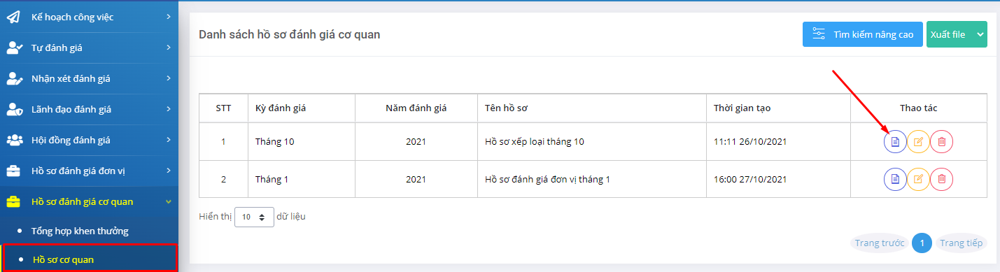 Kế hoạch công việc
Tự đánh giá
Nhận xét đánh giá
Lãnh đạo đánh giá
Hội đồng đánh giá
Hồ sơ đánh giá đơn vị
Hồ sơ đánh giá cơ quan
Tổng hợp khen thưởng
Hồ sơ cơ quan
Danh sách hồ sơ đánh giá cơ quan
Tìm kiếm nâng cao
Xuất file
STT Kỳ đánh giá Năm đánh giá Tên hồ sơ Thời gian tạo Thao tác
1 Tháng 10 2021 Hồ sơ xếp loại tháng 10 11:11 26/10/2021
2 Tháng 1 2021 Hồ sơ đánh giá đơn vị tháng 1 16:00 27/10/2021
Hiển thị 10 dữ liệu
Trang trước 1 Trang tiếp